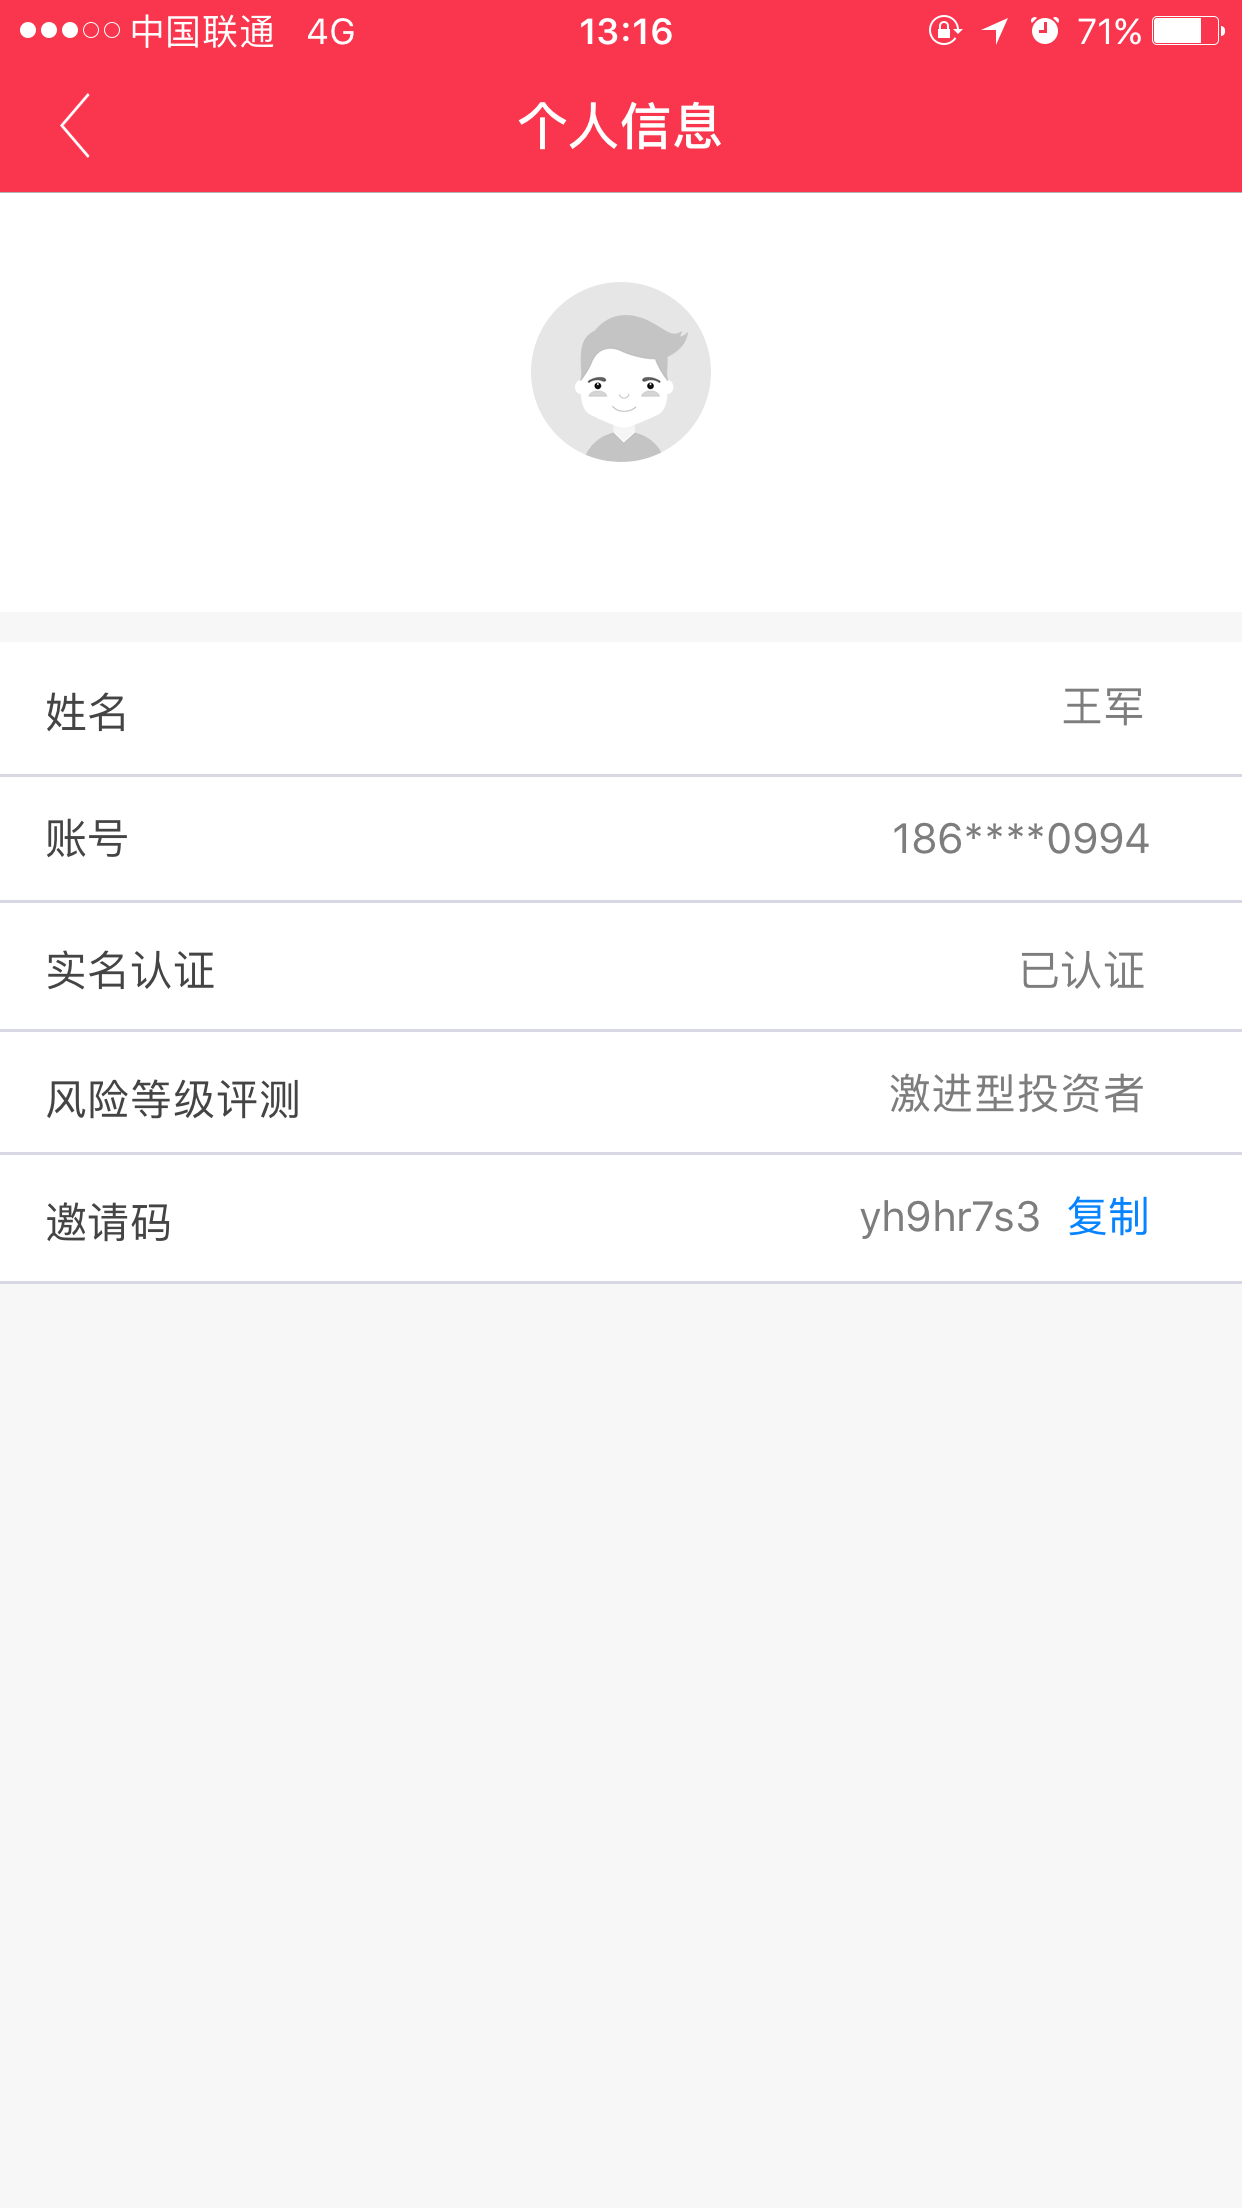 中国联通 4G 13:16 71%
个人信息
姓名 王军
账号 186****0994
实名认证 已认证
风险等级评测 激进型投资者
邀请码 yh9hr7s3 复制